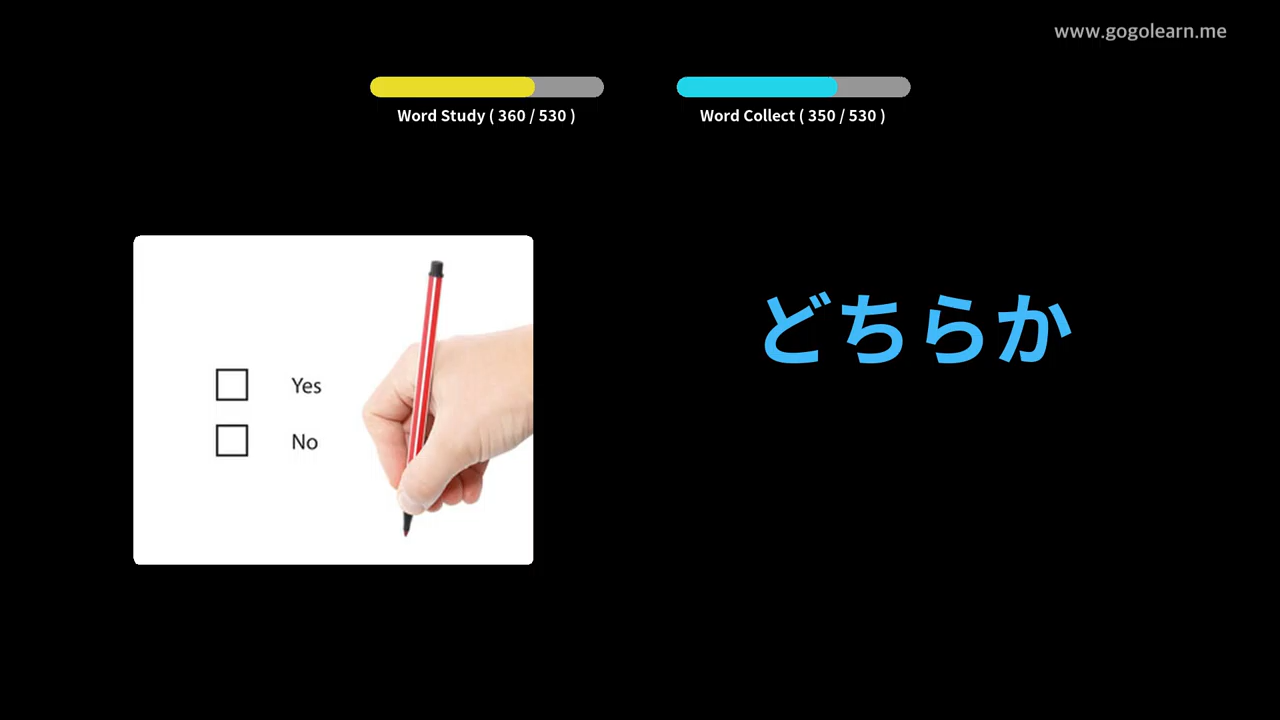 www.gogolearn.me
Word Study ( 360 / 530 )
Word Collect ( 350 / 530 )
Yes
No
どちらか